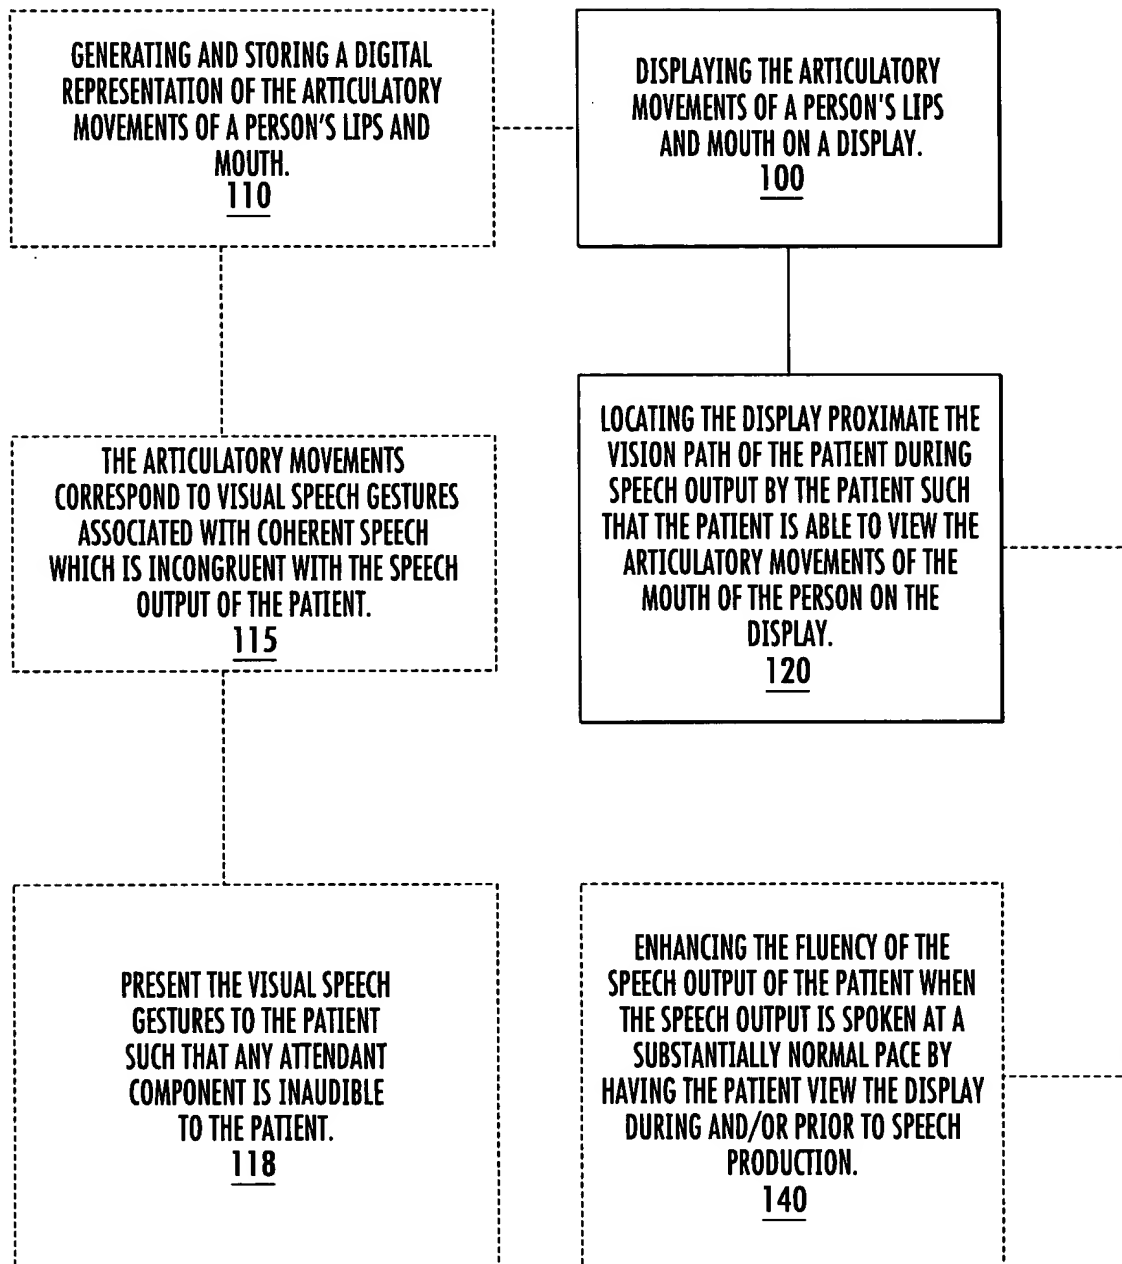 GENERATING AND STORING A DIGITAL
REPRESENTATION OF THE ARTICULATORY
MOVEMENTS OF A PERSON'S LIPS AND
MOUTH.
110
DISPLAYING THE ARTICULATORY
MOVEMENTS OF A PERSON'S LIPS
AND MOUTH ON A DISPLAY.
100
THE ARTICULATORY MOVEMENTS
CORRESPOND TO VISUAL SPEECH GESTURES
ASSOCIATED WITH COHERENT SPEECH
WHICH IS INCONGRUENT WITH THE SPEECH
OUTPUT OF THE PATIENT.
115
LOCATING THE DISPLAY PROXIMATE THE
VISION PATH OF THE PATIENT DURING
SPEECH OUTPUT BY THE PATIENT SUCH
THAT THE PATIENT IS ABLE TO VIEW THE
ARTICULATORY MOVEMENTS OF THE
MOUTH OF THE PERSON ON THE
DISPLAY.
120
PRESENT THE VISUAL SPEECH
GESTURES TO THE PATIENT
SUCH THAT ANY ATTENDANT
COMPONENT IS INAUDIBLE
TO THE PATIENT.
118
ENHANCING THE FLUENCY OF THE
SPEECH OUTPUT OF THE PATIENT WHEN
THE SPEECH OUTPUT IS SPOKEN AT A
SUBSTANTIALLY NORMAL PACE BY
HAVING THE PATIENT VIEW THE DISPLAY
DURING AND/OR PRIOR TO SPEECH
PRODUCTION.
140